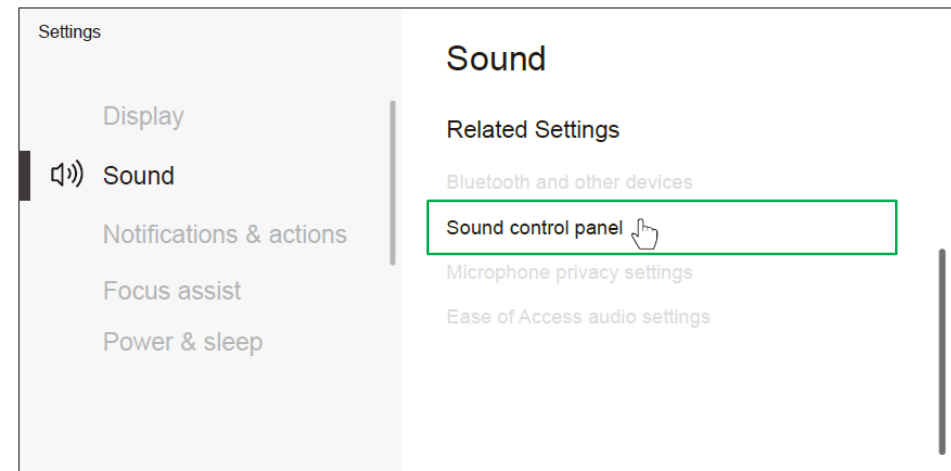 Settings
Display
Sound
Notifications & actions
Focus assist
Power & sleep
Sound
Related Settings
Bluetooth and other devices
Sound control panel
Microphone privacy settings
Ease of Access audio settings